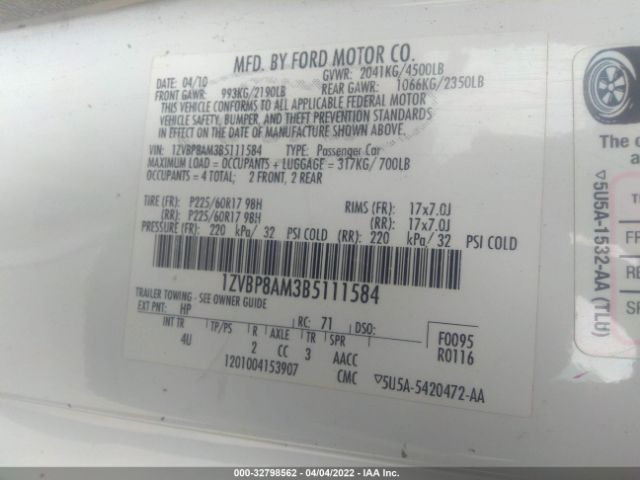 MFD. BY FORD MOTOR CO.
DATE: 04/10 GVWR: 2041KG/4500LB
FRONT GAWR: 993KG/2190LB REAR GAWR: 1066KG/2350LB
THIS VEHICLE CONFORMS TO ALL APPLICABLE FEDERAL MOTOR
VEHICLE SAFETY, BUMPER, AND THEFT PREVENTION STANDARDS
IN EFFECT ON THE DATE OF MANUFACTURE SHOWN ABOVE.
VIN: 1ZVBP8AM3B5111584 TYPE: Passenger Car
MAXIMUM LOAD = OCCUPANTS + LUGGAGE = 317KG/700LB
OCCUPANTS = 4 TOTAL; 2 FRONT, 2 REAR
TIRE (FR): P225/60R17 98H RIMS (FR): 17x7.0J
(RR): P225/60R17 98H (RR): 17x7.0J
PRESSURE (FR): 220 kPa/ 32 PSI COLD (RR): 220 kPa/ 32 PSI COLD
1ZVBP8AM3B5111584
TRAILER TOWING - SEE OWNER GUIDE
EXT PNT: HP RC: 71 DSO: F0095
INT TR TP/PS R AXLE TR SPR R0116
4U 2 CC 3 AACC
1201004153907 CMC ▽5U5A-5420472-AA
The c
a
▽5U5A-1532-AA (TLU)
FR
RE
000-32798562 - 04/04/2022 - IAA Inc.